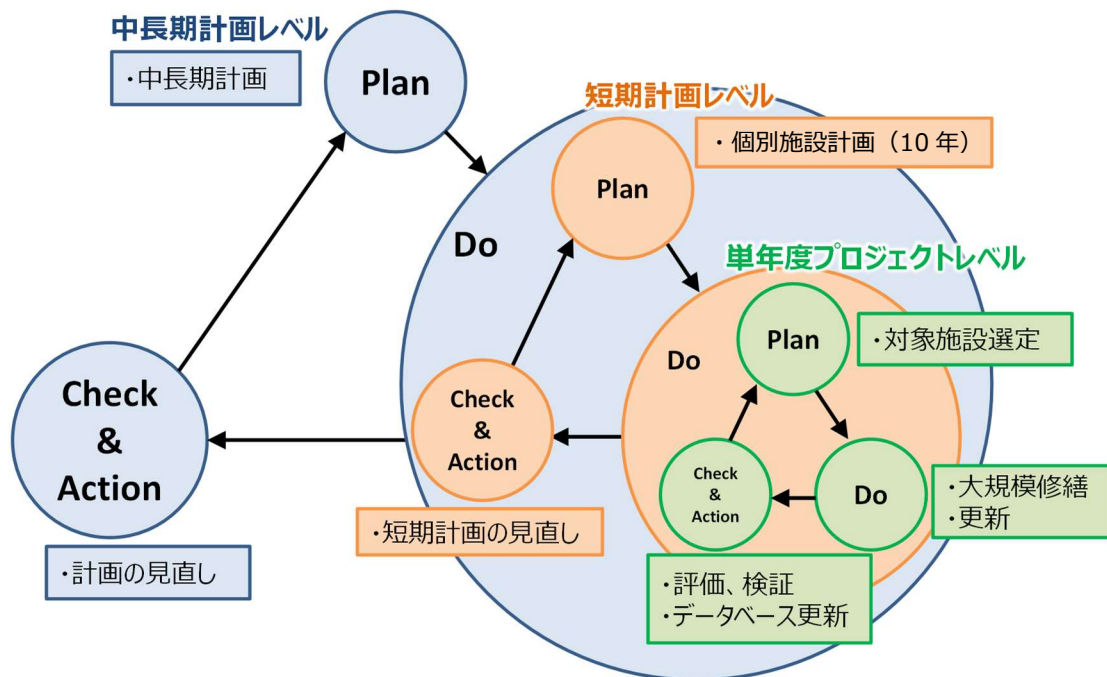 中長期計画レベル
・中長期計画
Plan
短期計画レベル
・個別施設計画（10 年）
Plan
Do
単年度プロジェクトレベル
Plan
・対象施設選定
Do
Check
&
Action
Check
&
Action
Check
&
Action
Do
・大規模修繕
・更新
・短期計画の見直し
・計画の見直し
・評価、検証
・データベース更新